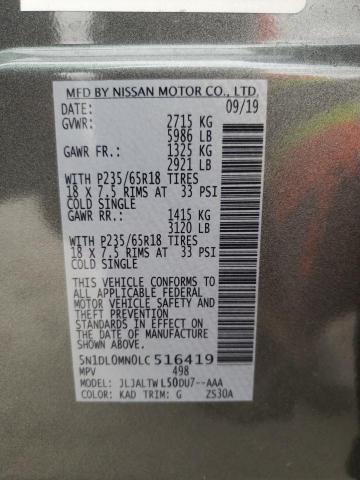 MFD BY NISSAN MOTOR CO., LTD.
DATE: 09/19
GVWR: 2715 KG
5986 LB
GAWR FR.: 1325 KG
2921 LB
WITH P235/65R18 TIRES
18 X 7.5 RIMS AT 33 PSI
COLD SINGLE
GAWR RR.: 1415 KG
3120 LB
WITH P235/65R18 TIRES
18 X 7.5 RIMS AT 33 PSI
COLD SINGLE
THIS VEHICLE CONFORMS TO ALL
APPLICABLE U.S. FEDERAL
MOTOR VEHICLE SAFETY AND
THEFT PREVENTION
STANDARDS IN EFFECT ON THE
DATE OF MANUFACTURE SHOWN
ABOVE.
5N1DL0MN0LC516419
MPV 498
MODEL: JLJALTWL50DU7--AAA
COLOR: KAD TRIM: G ZS30A